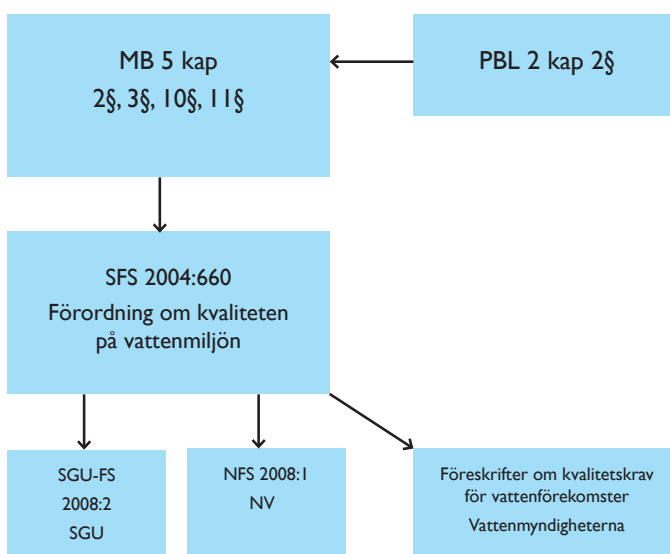 MB 5 kap
2§, 3§, 10§, 11§
PBL 2 kap 2§
SFS 2004:660
Förordning om kvaliteten
på vattenmiljön
SGU-FS
2008:2
SGU
NFS 2008:1
NV
Föreskrifter om kvalitetskrav
för vattenförekomster
Vattenmyndigheterna